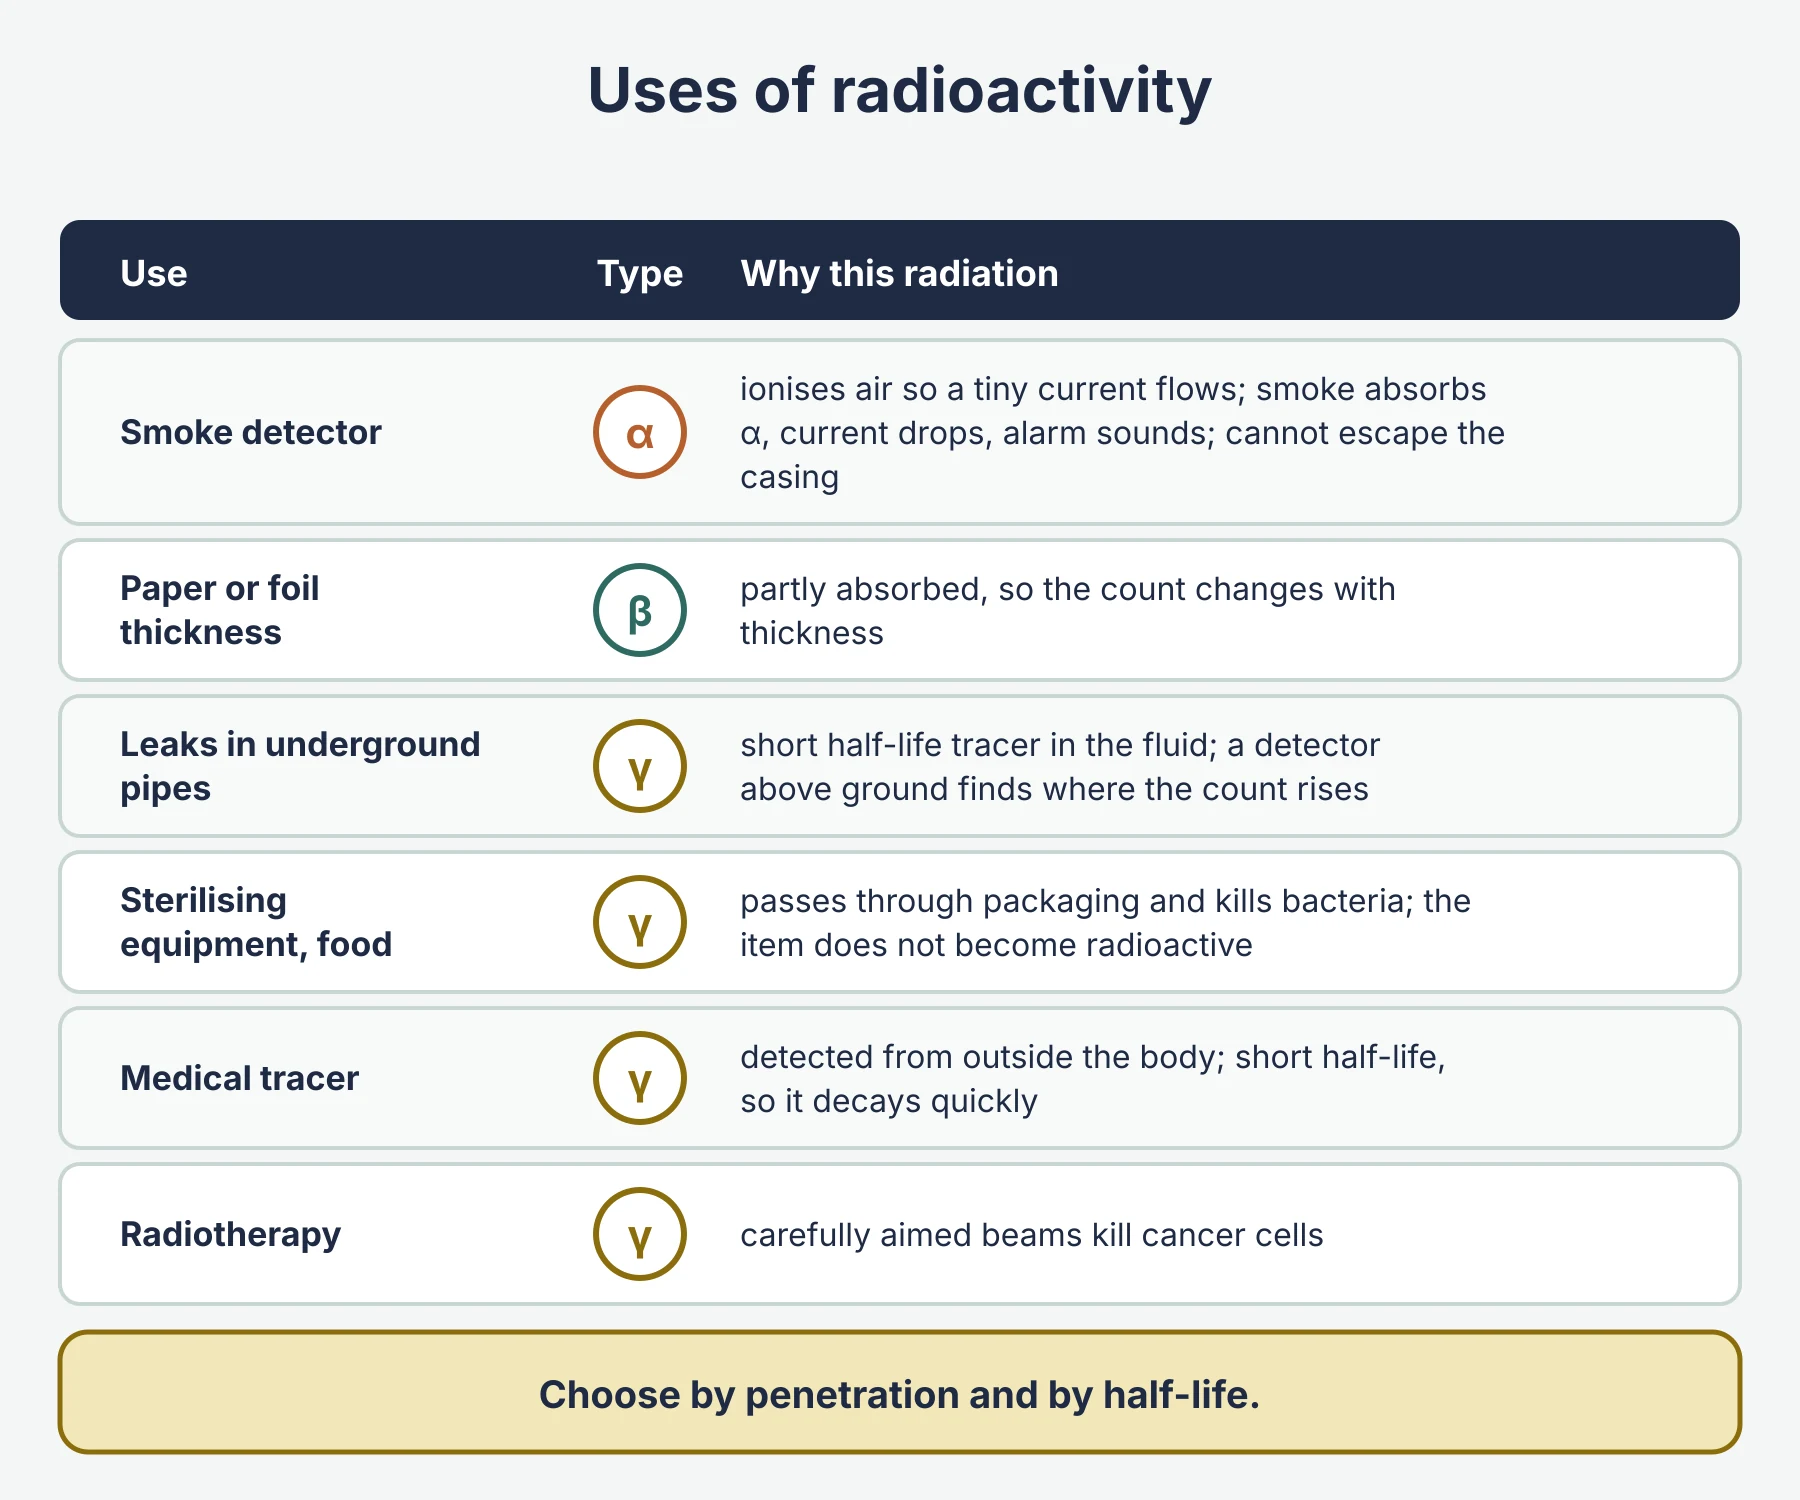 Uses of radioactivity
Use Type Why this radiation
Smoke detector
α
ionises air so a tiny current flows; smoke absorbs
α, current drops, alarm sounds; cannot escape the
casing
Paper or foil
thickness
β
partly absorbed, so the count changes with
thickness
Leaks in underground
pipes
γ
short half-life tracer in the fluid; a detector
above ground finds where the count rises
Sterilising
equipment, food
γ
passes through packaging and kills bacteria; the
item does not become radioactive
Medical tracer
γ
detected from outside the body; short half-life,
so it decays quickly
Radiotherapy
γ
carefully aimed beams kill cancer cells
Choose by penetration and by half-life.